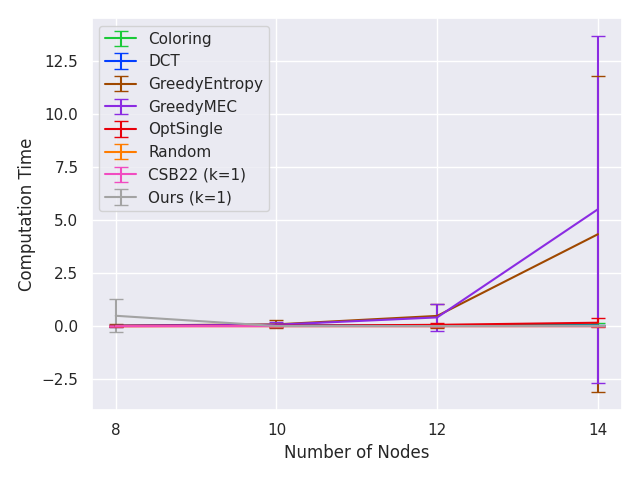 Coloring
DCT
GreedyEntropy
GreedyMEC
OptSingle
Random
CSB22 (k=1)
Ours (k=1)
12.5
10.0
7.5
5.0
2.5
0.0
−2.5
Computation Time
8
10
12
14
Number of Nodes